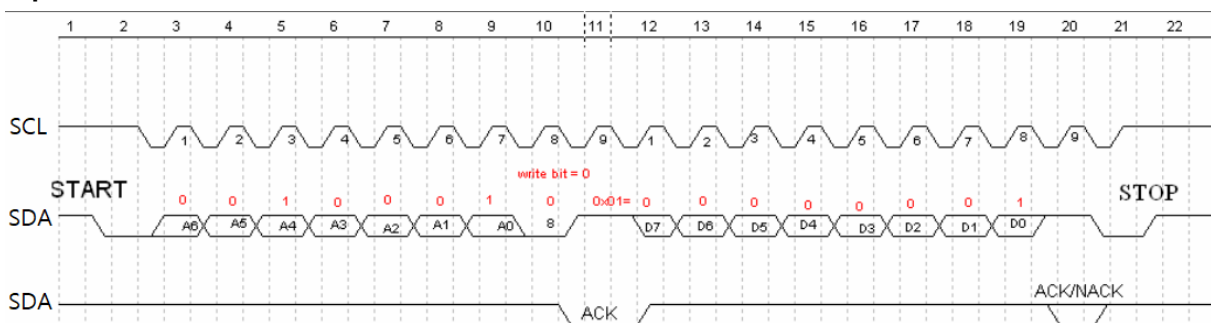 1 2 3 4 5 6 7 8 9 10 11 12 13 14 15 16 17 18 19 20 21 22
SCL 1 2 3 4 5 6 7 8 9 1 2 3 4 5 6 7 8 9
write bit = 0
START 0 0 1 0 0 0 1 0 0x01= 0 0 0 0 0 0 0 1 STOP
SDA A6 A5 A4 A3 A2 A1 A0 8 D7 D6 D5 D4 D3 D2 D1 D0
ACK/NACK
SDA ACK